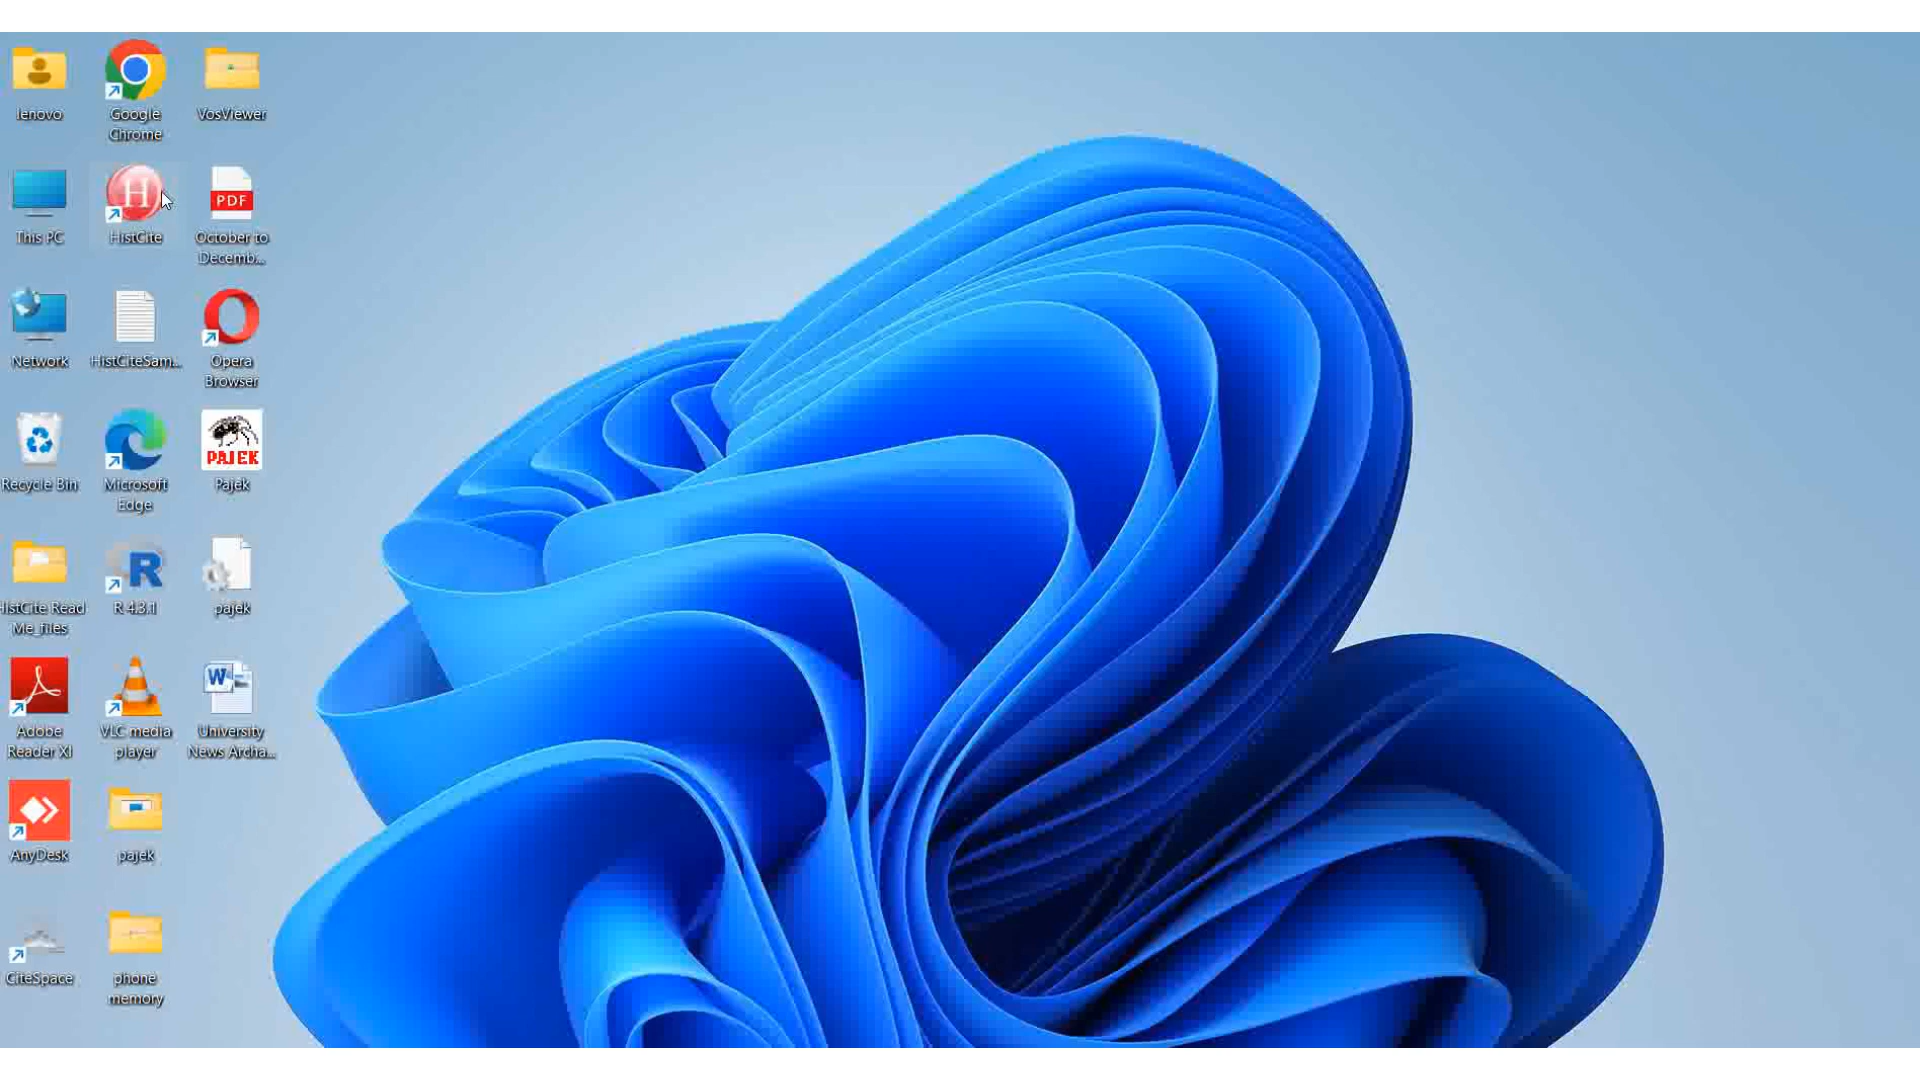 lenovo
Google
Chrome
VosViewer
H
PDF
This PC
HistCite
October to
Decemb...
Network
HistCiteSam...
Opera
Browser
PAJEK
Recycle Bin
Microsoft
Edge
Pajek
R
HistCite Read
Me_files
R 4.3.1
pajek
W
Adobe
Reader XI
VLC media
player
University
News Archa...
AnyDesk
pajek
CiteSpace
phone
memory